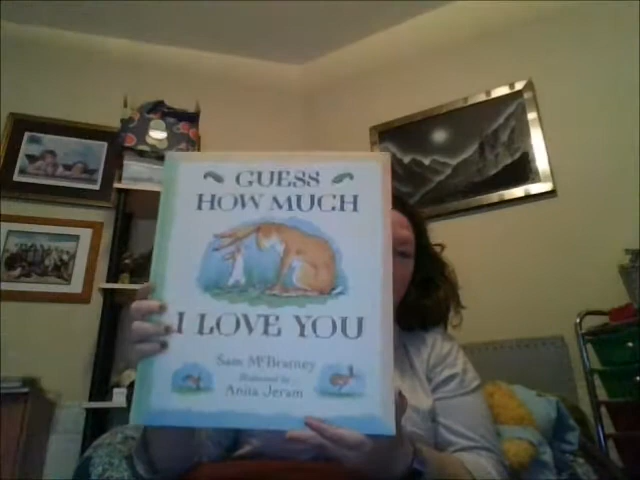 GUESS
HOW MUCH
I LOVE YOU
Sam McBratney
Illustrated by
Anita Jeram